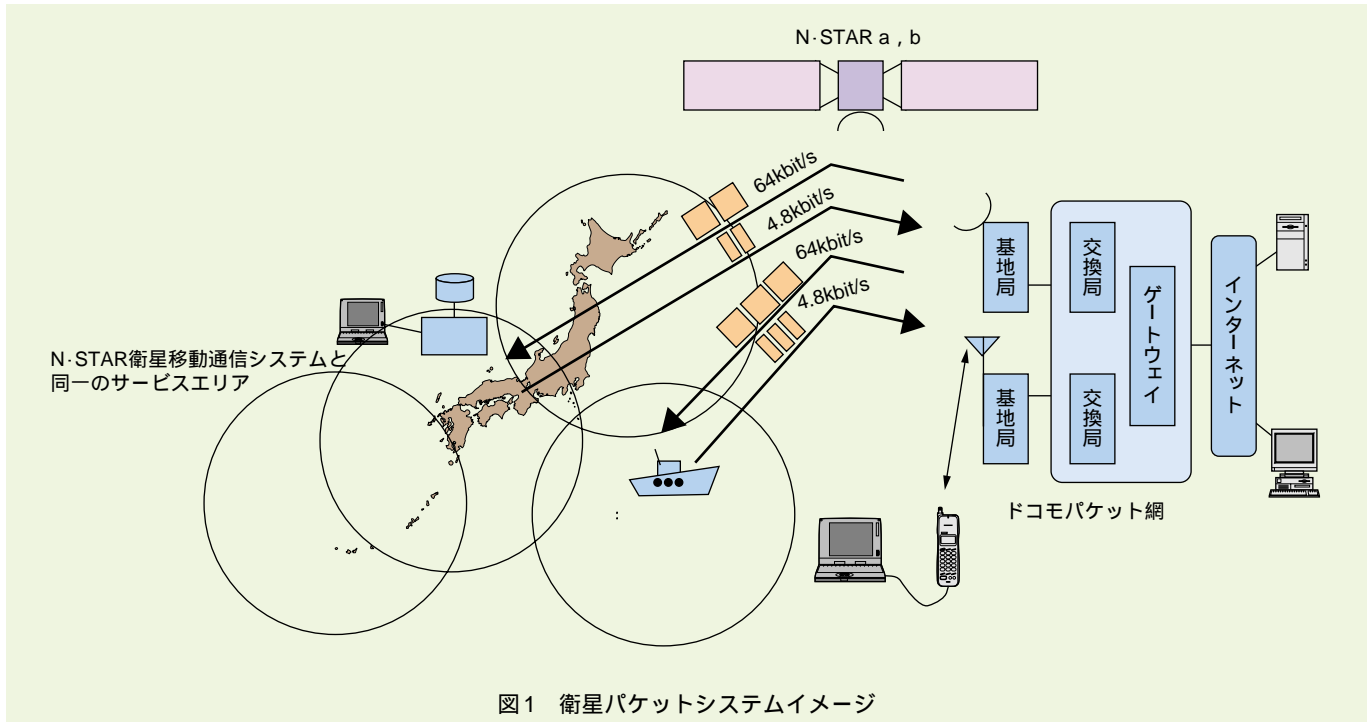 N·STAR a , b
64kbit/s
4.8kbit/s
64kbit/s
4.8kbit/s
N·STAR衛星移動通信システムと
同一のサービスエリア
基地局
交換局
ゲートウェイ
インターネット
基地局
交換局
ドコモパケット網
図1　衛星パケットシステムイメージ